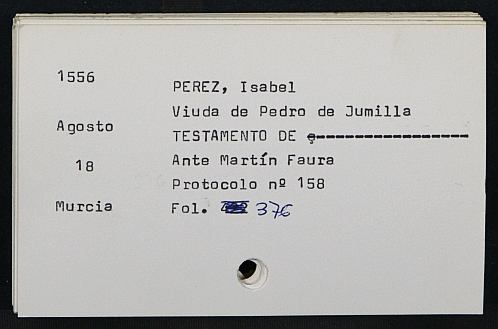 1556
PEREZ, Isabel
Viuda de Pedro de Jumilla
Agosto
TESTAMENTO DE ----------------
18
Ante Martín Faura
Protocolo nº 158
Murcia
Fol. 376